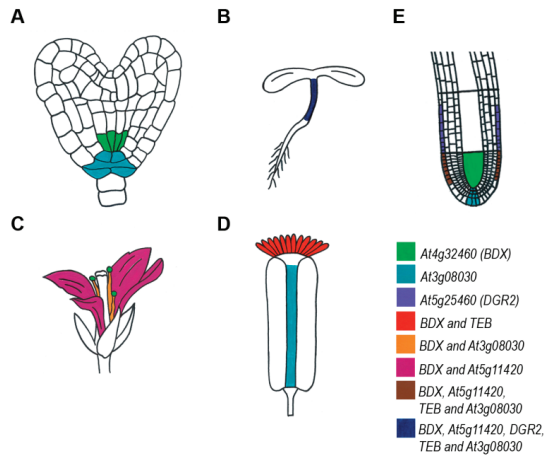 A
B
E
C
D
At4g32460 (BDX)
At3g08030
At5g25460 (DGR2)
BDX and TEB
BDX and At3g08030
BDX and At5g11420
BDX, At5g11420,
TEB and At3g08030
BDX, At5g11420, DGR2,
TEB and At3g08030